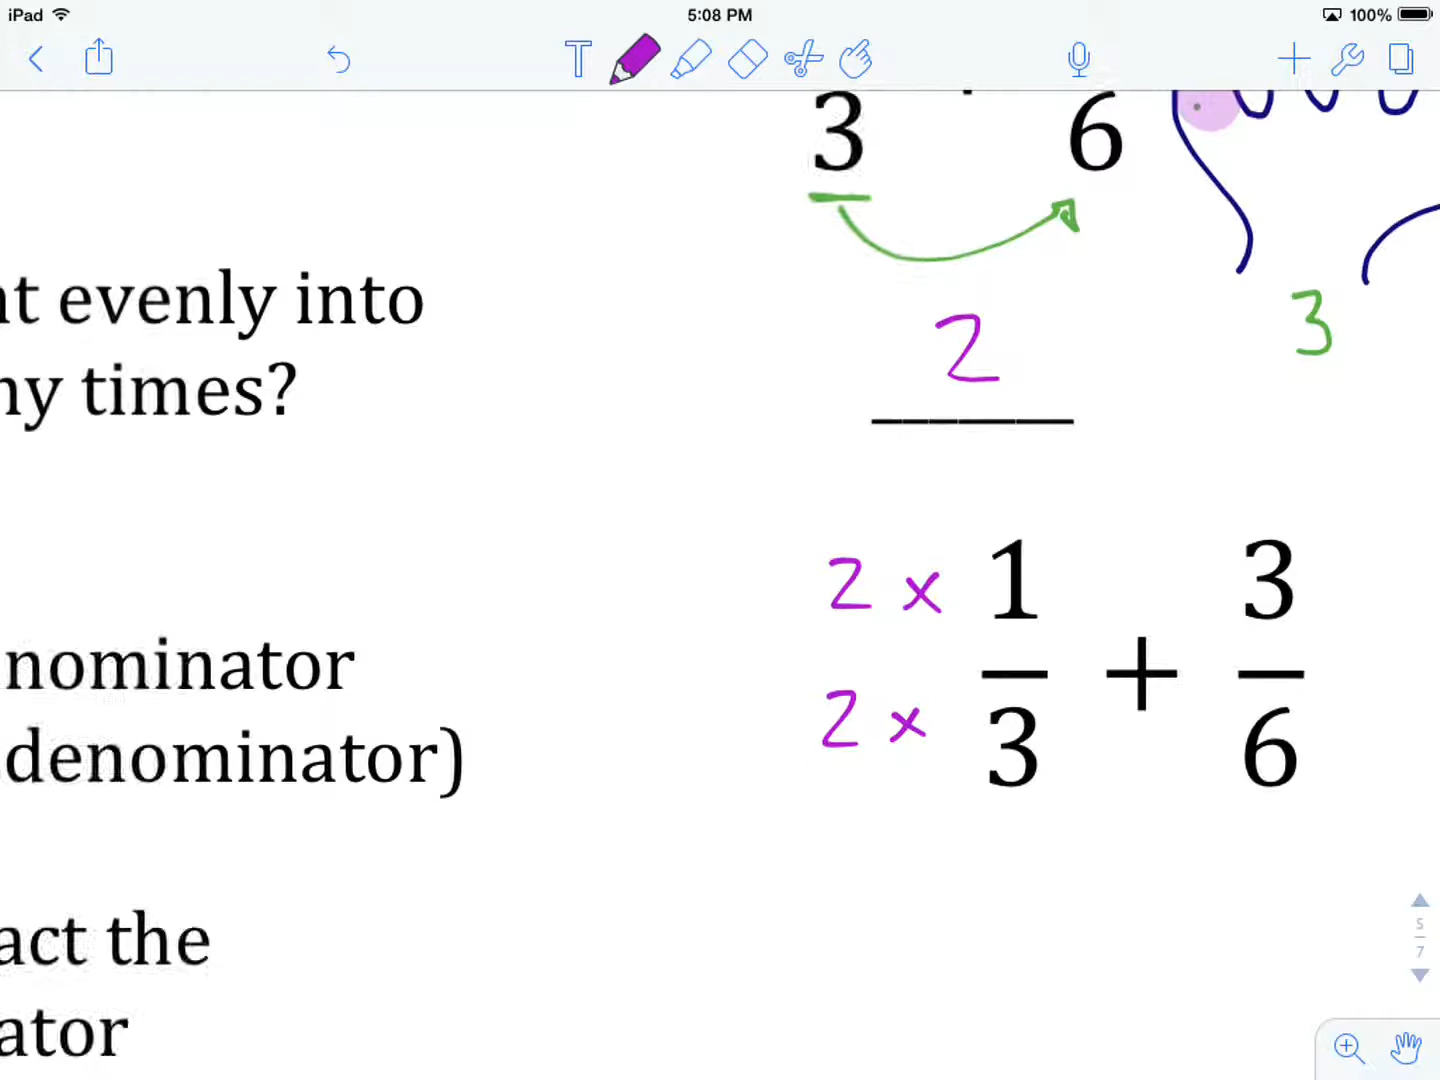 iPad 5:08 PM 100%
T
3 6
nt evenly into
ny times?
2
3
2 x 1 3
+
2 x 3 6
nominator
denominator)
act the
ator
5
7